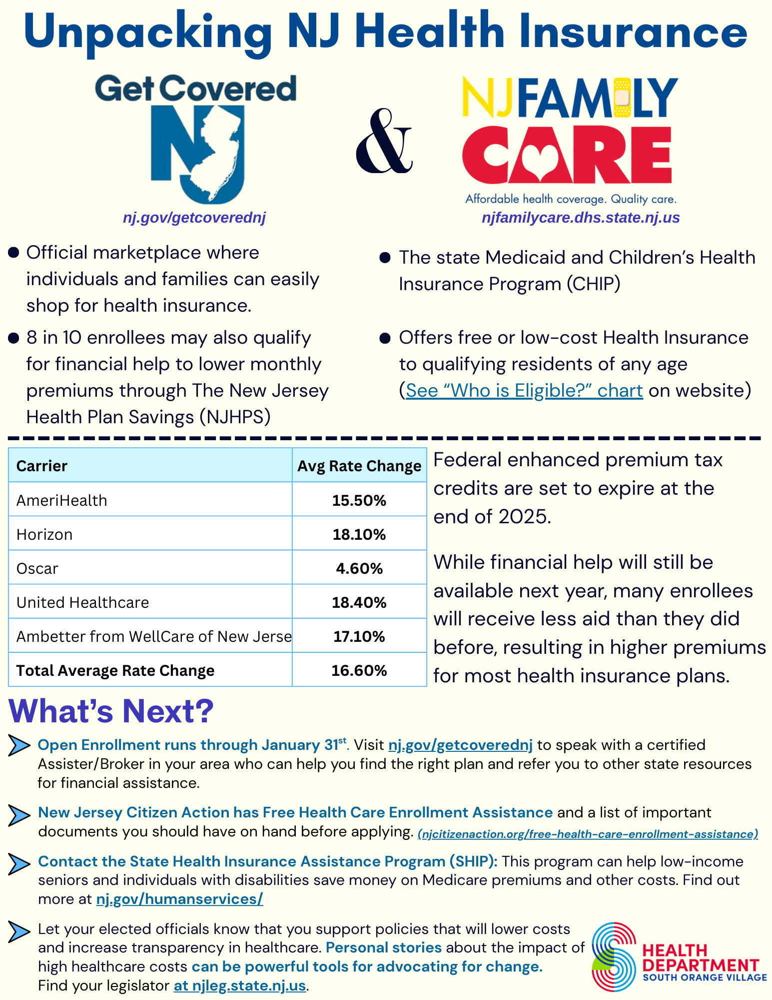 Unpacking NJ Health Insurance
Get Covered
NJ
nj.gov/getcoverednj
&
NJFAMILY
CARE
Affordable health coverage. Quality care.
njfamilycare.dhs.state.nj.us
● Official marketplace where
individuals and families can easily
shop for health insurance.
● 8 in 10 enrollees may also qualify
for financial help to lower monthly
premiums through The New Jersey
Health Plan Savings (NJHPS)
● The state Medicaid and Children’s Health
Insurance Program (CHIP)
● Offers free or low-cost Health Insurance
to qualifying residents of any age
(See “Who is Eligible?” chart on website)
Carrier Avg Rate Change
AmeriHealth 15.50%
Horizon 18.10%
Oscar 4.60%
United Healthcare 18.40%
Ambetter from WellCare of New Jerse 17.10%
Total Average Rate Change 16.60%
Federal enhanced premium tax
credits are set to expire at the
end of 2025.
While financial help will still be
available next year, many enrollees
will receive less aid than they did
before, resulting in higher premiums
for most health insurance plans.
What’s Next?
Open Enrollment runs through January 31st. Visit nj.gov/getcoverednj to speak with a certified
Assister/Broker in your area who can help you find the right plan and refer you to other state resources
for financial assistance.
New Jersey Citizen Action has Free Health Care Enrollment Assistance and a list of important
documents you should have on hand before applying. (njcitizenaction.org/free-health-care-enrollment-assistance)
Contact the State Health Insurance Assistance Program (SHIP): This program can help low-income
seniors and individuals with disabilities save money on Medicare premiums and other costs. Find out
more at nj.gov/humanservices/
Let your elected officials know that you support policies that will lower costs
and increase transparency in healthcare. Personal stories about the impact of
high healthcare costs can be powerful tools for advocating for change.
Find your legislator at njleg.state.nj.us.
HEALTH
DEPARTMENT
SOUTH ORANGE VILLAGE